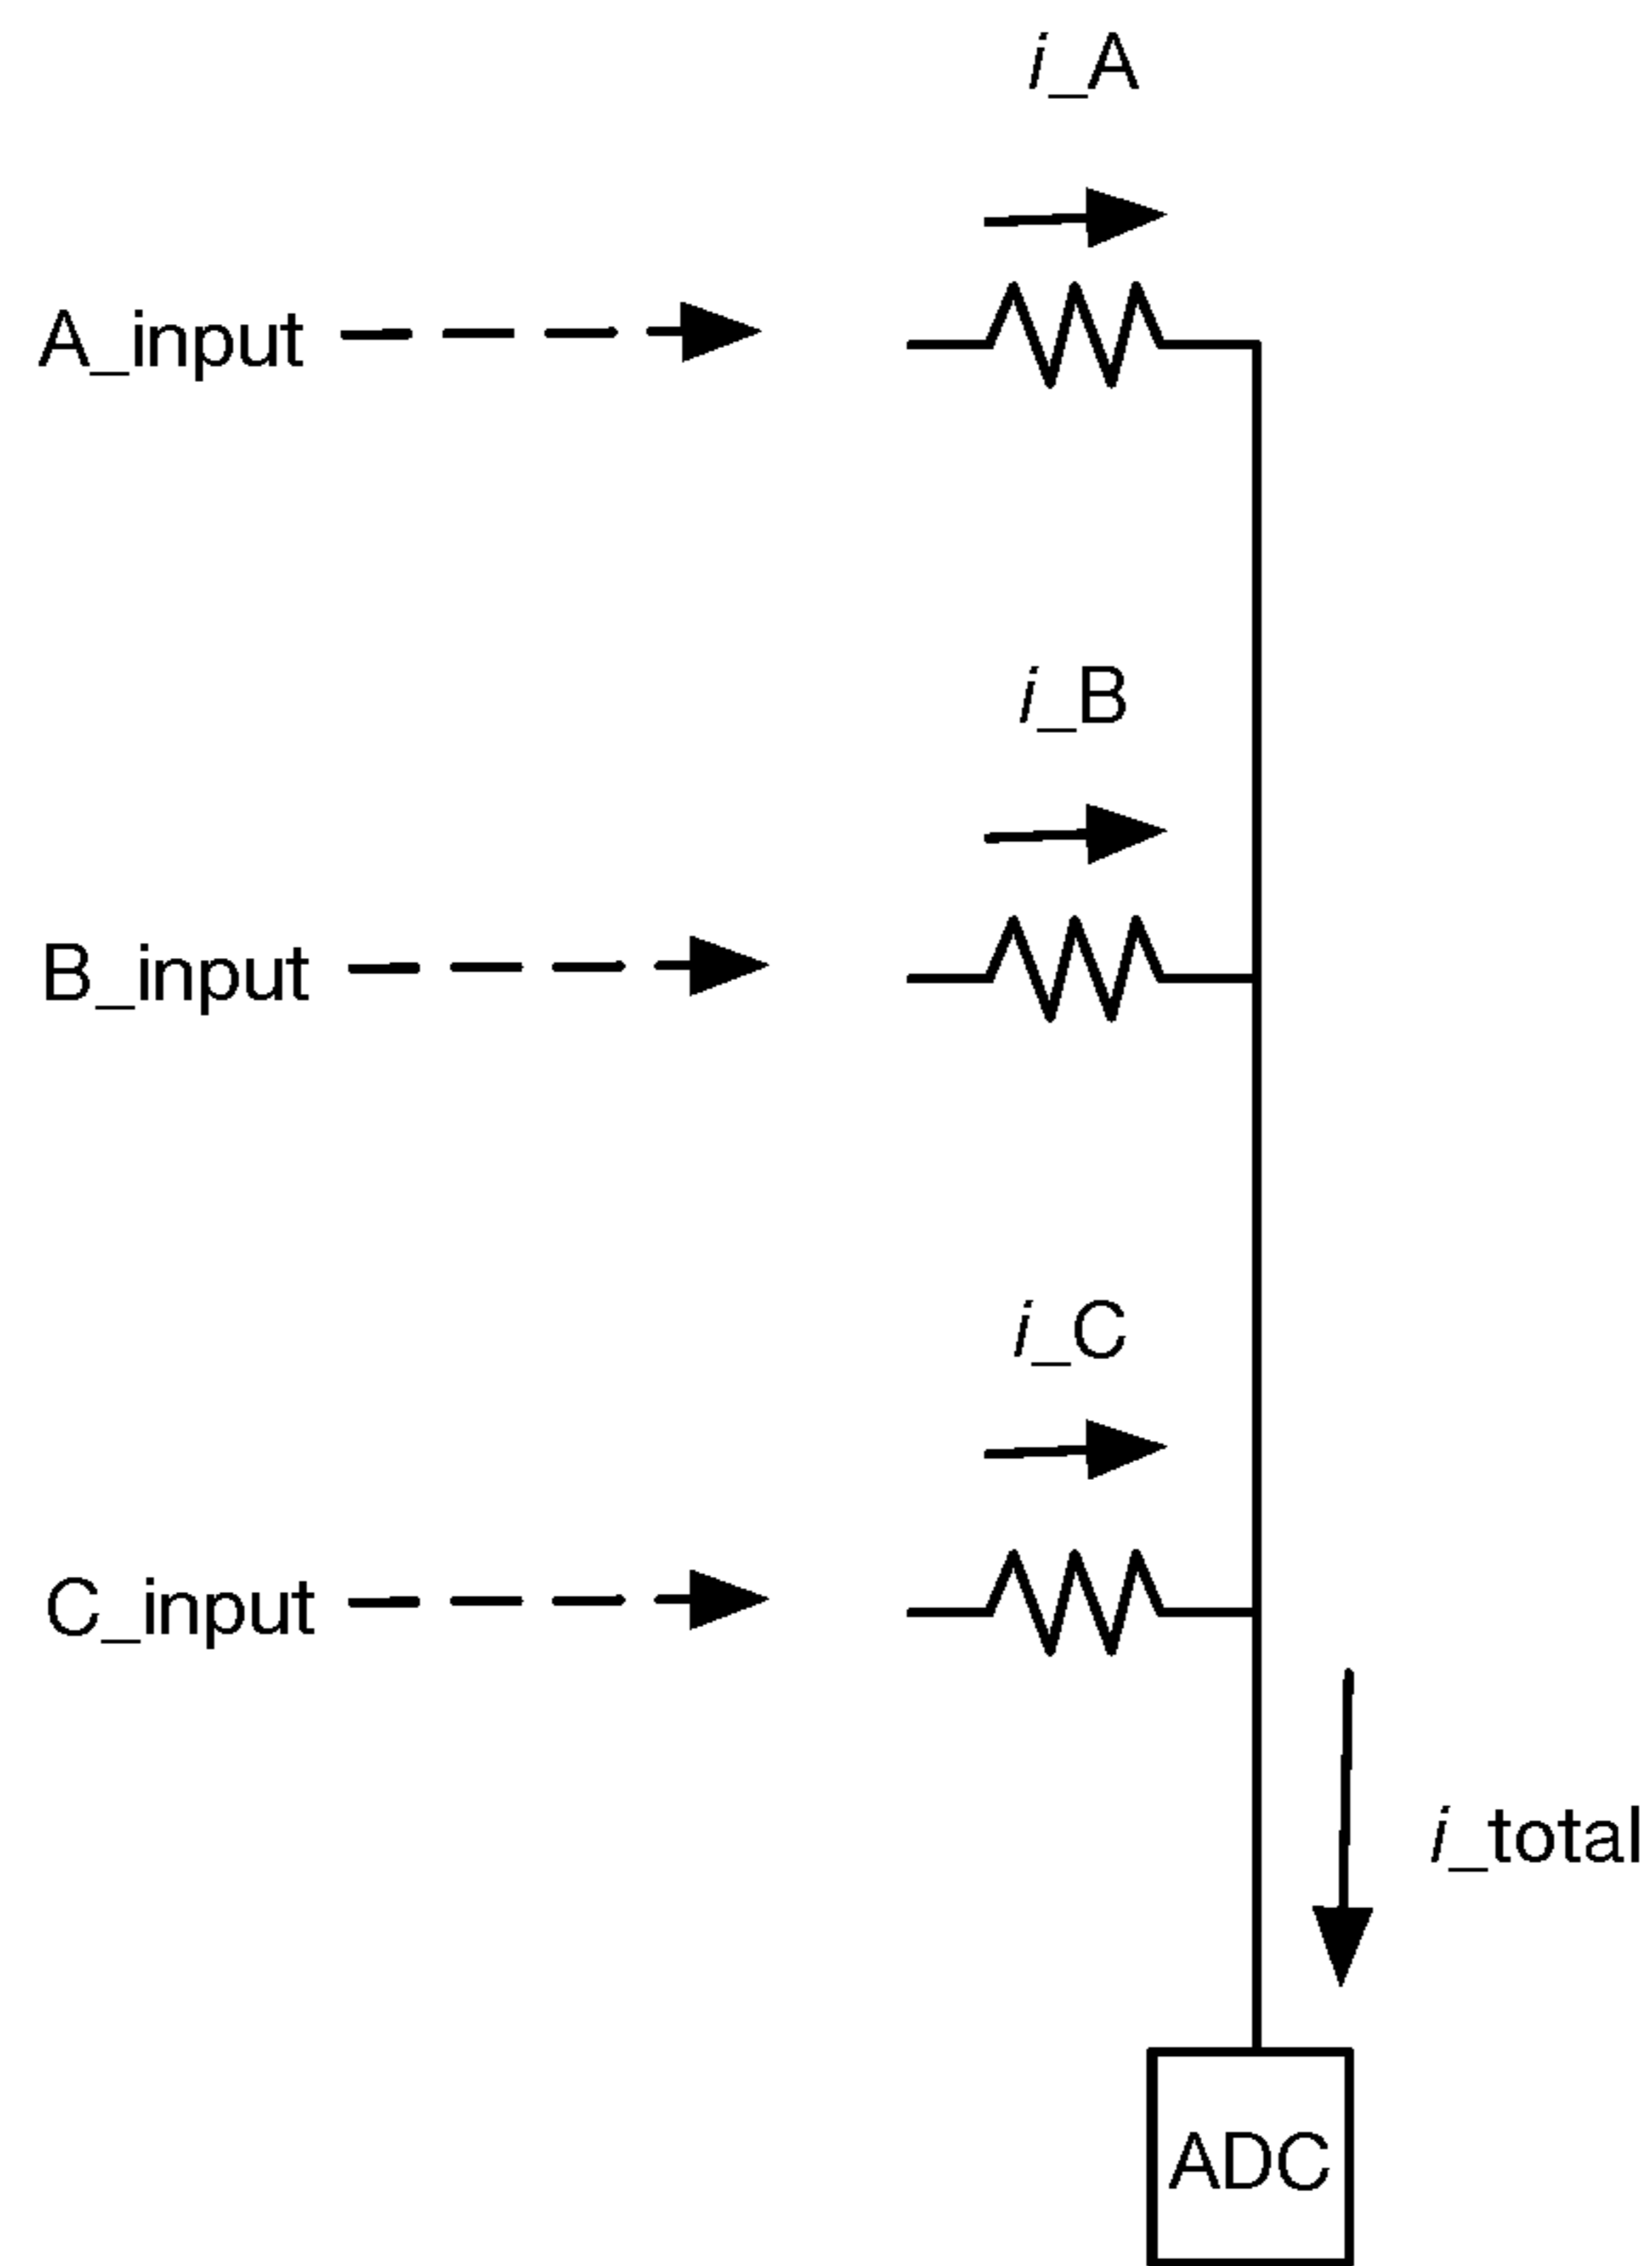 i_A
A_input
i_B
B_input
i_C
C_input
i_total
ADC